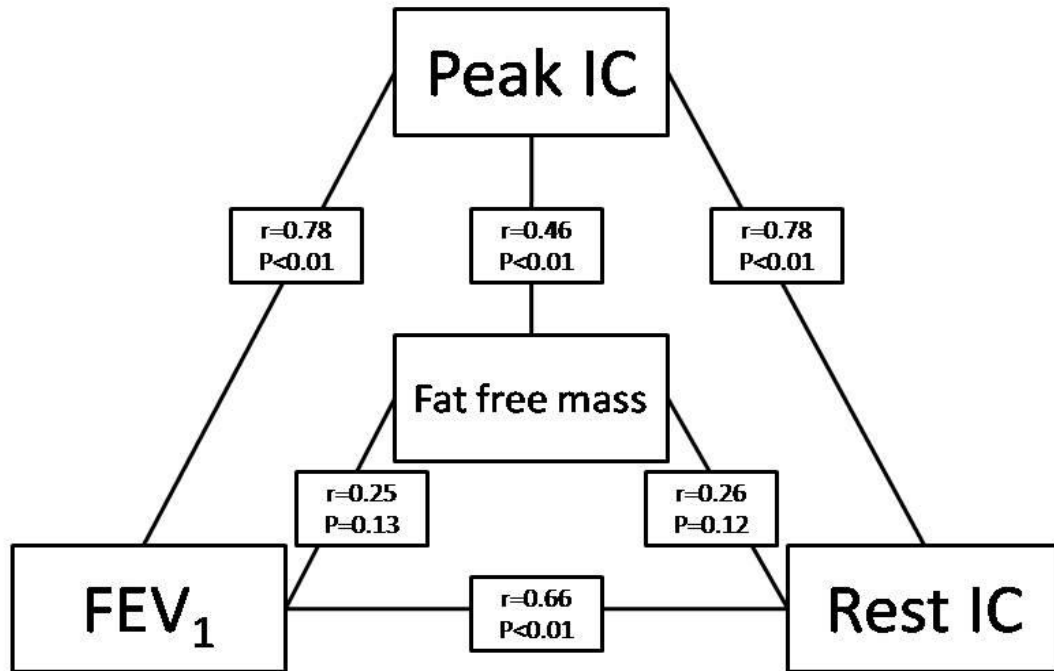 Peak IC
r=0.78
P<0.01
r=0.46
P<0.01
r=0.78
P<0.01
Fat free mass
r=0.25
P=0.13
r=0.26
P=0.12
FEV₁
r=0.66
P<0.01
Rest IC